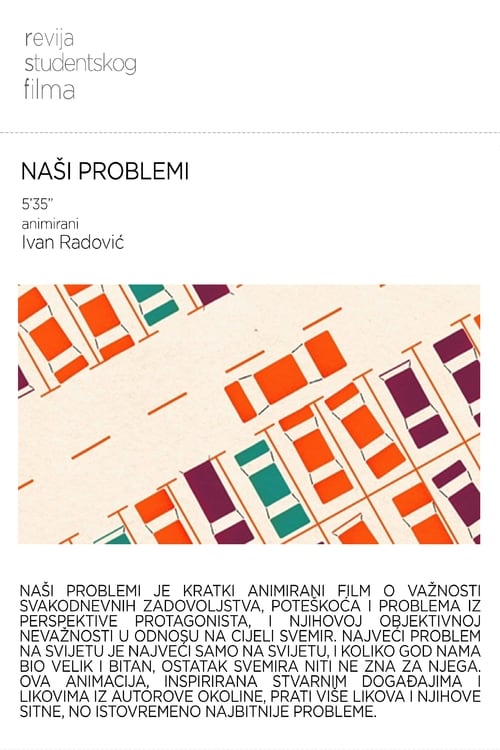 revija
studentskog
filma
NAŠI PROBLEMI
5'35"
animirani
Ivan Radović
NAŠI PROBLEMI JE KRATKI ANIMIRANI FILM O VAŽNOSTI
SVAKODNEVNIH ZADOVOLJSTVA, POTEŠKOĆA I PROBLEMA IZ
PERSPEKTIVE PROTAGONISTA, I NJIHOVOJ OBJEKTIVNOJ
NEVAŽNOSTI U ODNOSU NA CIJELI SVEMIR. NAJVEĆI PROBLEM
NA SVIJETU JE NAJVEĆI SAMO NA SVIJETU, I KOLIKO GOD NAMA
BIO VELIK I BITAN, OSTATAK SVEMIRA NITI NE ZNA ZA NJEGA.
OVA ANIMACIJA, INSPIRIRANA STVARNIM DOGAĐAJIMA I
LIKOVIMA IZ AUTOROVE OKOLINE, PRATI VIŠE LIKOVA I NJIHOVE
SITNE, NO ISTOVREMENO NAJBITNIJE PROBLEME.